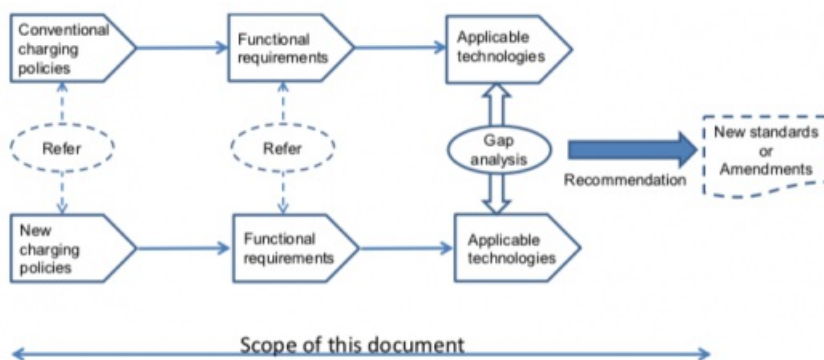 Conventional
charging
policies
Functional
requirements
Applicable
technologies
Refer
Refer
Gap
analysis
Recommendation
New standards
or
Amendments
New
charging
policies
Functional
requirements
Applicable
technologies
Scope of this document